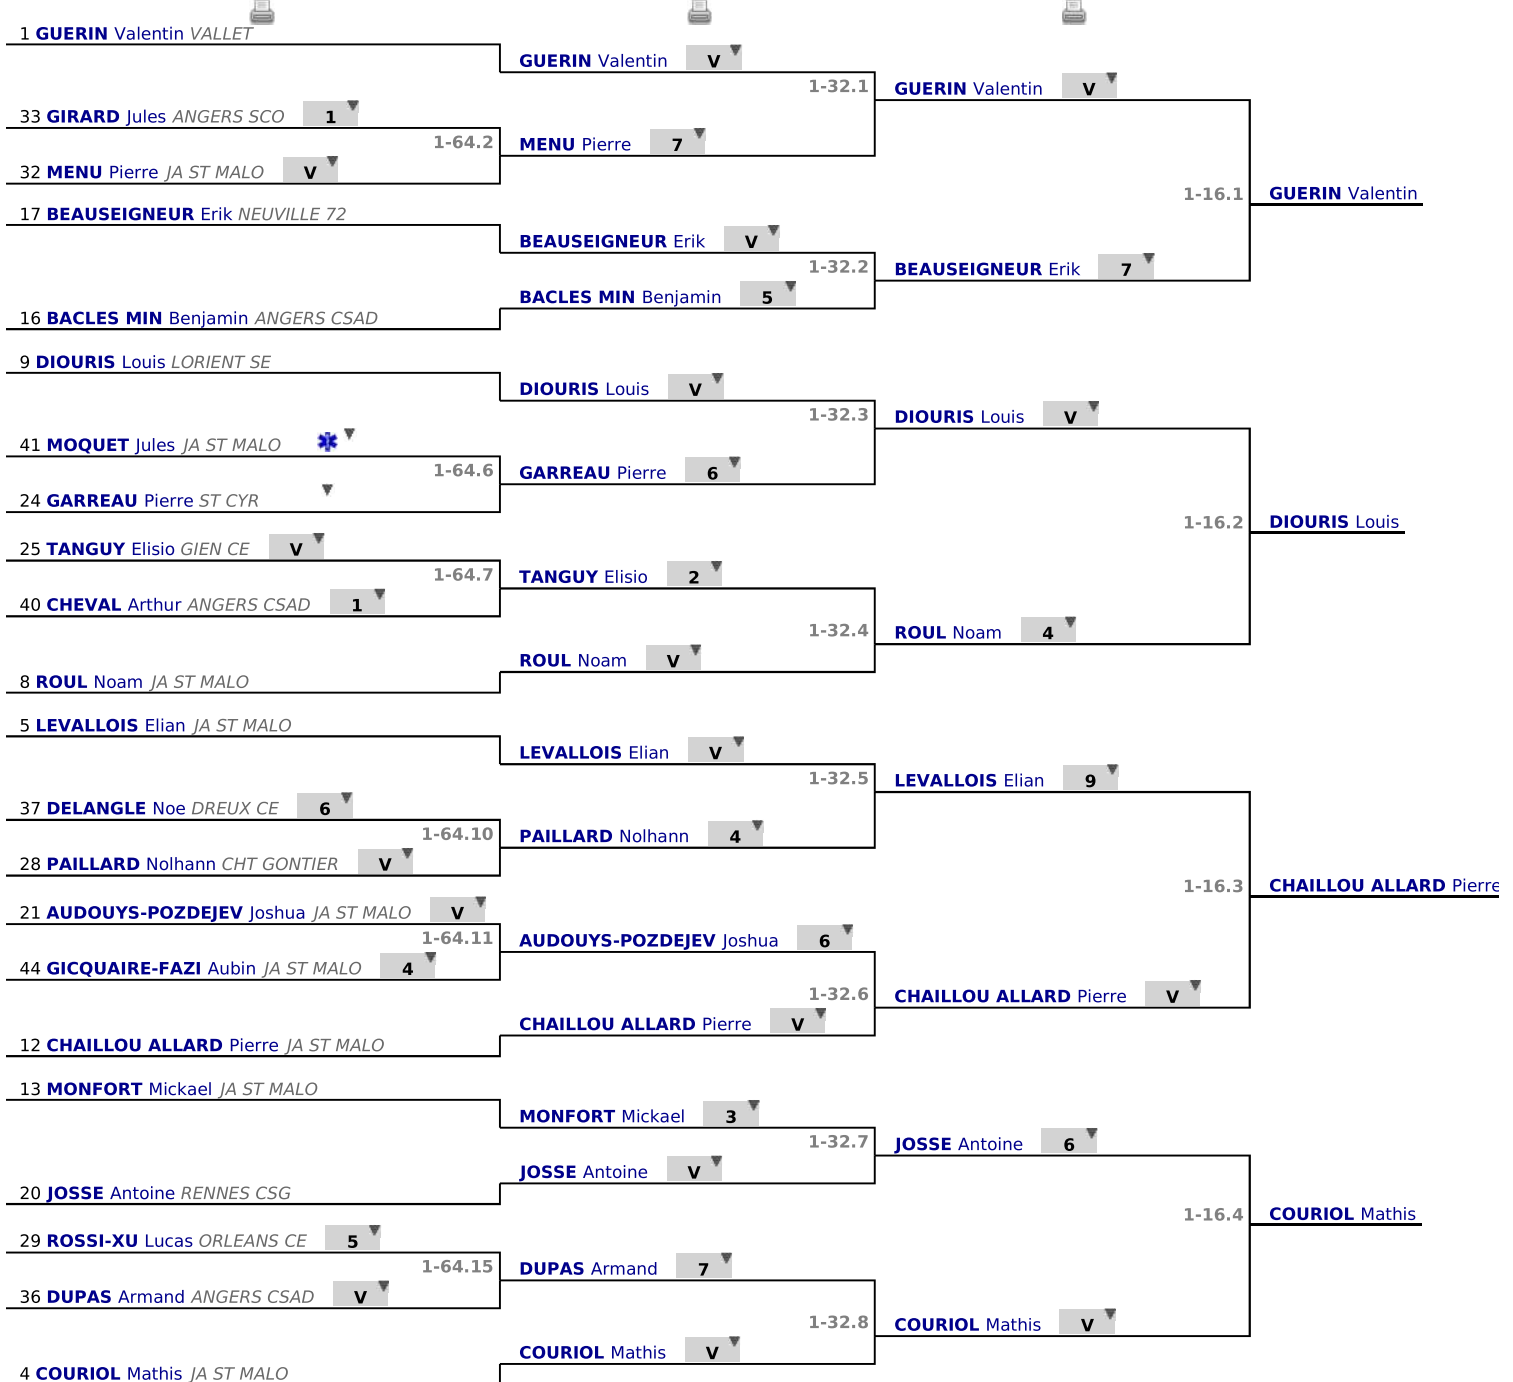 1 GUERIN Valentin VALLET
GUERIN Valentin V
1-32.1
GUERIN Valentin V
33 GIRARD Jules ANGERS SCO 1
1-64.2
MENU Pierre 7
32 MENU Pierre JA ST MALO V
1-16.1
GUERIN Valentin
17 BEAUSEIGNEUR Erik NEUVILLE 72
BEAUSEIGNEUR Erik V
1-32.2
BEAUSEIGNEUR Erik 7
BACLES MIN Benjamin 5
16 BACLES MIN Benjamin ANGERS CSAD
9 DIOURIS Louis LORIENT SE
DIOURIS Louis V
1-32.3
DIOURIS Louis V
41 MOQUET Jules JA ST MALO
1-64.6
GARREAU Pierre 6
24 GARREAU Pierre ST CYR
1-16.2
DIOURIS Louis
25 TANGUY Elisio GIEN CE V
1-64.7
TANGUY Elisio 2
40 CHEVAL Arthur ANGERS CSAD 1
1-32.4
ROUL Noam 4
ROUL Noam V
8 ROUL Noam JA ST MALO
5 LEVALLOIS Elian JA ST MALO
LEVALLOIS Elian V
1-32.5
LEVALLOIS Elian 9
37 DELANGLE Noe DREUX CE 6
1-64.10
PAILLARD Nolhann 4
28 PAILLARD Nolhann CHT GONTIER V
1-16.3
CHAILLOU ALLARD Pierre
21 AUDOUYS-POZDEJEV Joshua JA ST MALO V
1-64.11
AUDOUYS-POZDEJEV Joshua 6
44 GICQUAIRE-FAZI Aubin JA ST MALO 4
1-32.6
CHAILLOU ALLARD Pierre V
CHAILLOU ALLARD Pierre V
12 CHAILLOU ALLARD Pierre JA ST MALO
13 MONFORT Mickael JA ST MALO
MONFORT Mickael 3
1-32.7
JOSSE Antoine 6
JOSSE Antoine V
20 JOSSE Antoine RENNES CSG
1-16.4
COURIOL Mathis
29 ROSSI-XU Lucas ORLEANS CE 5
1-64.15
DUPAS Armand 7
36 DUPAS Armand ANGERS CSAD V
1-32.8
COURIOL Mathis V
COURIOL Mathis V
4 COURIOL Mathis JA ST MALO